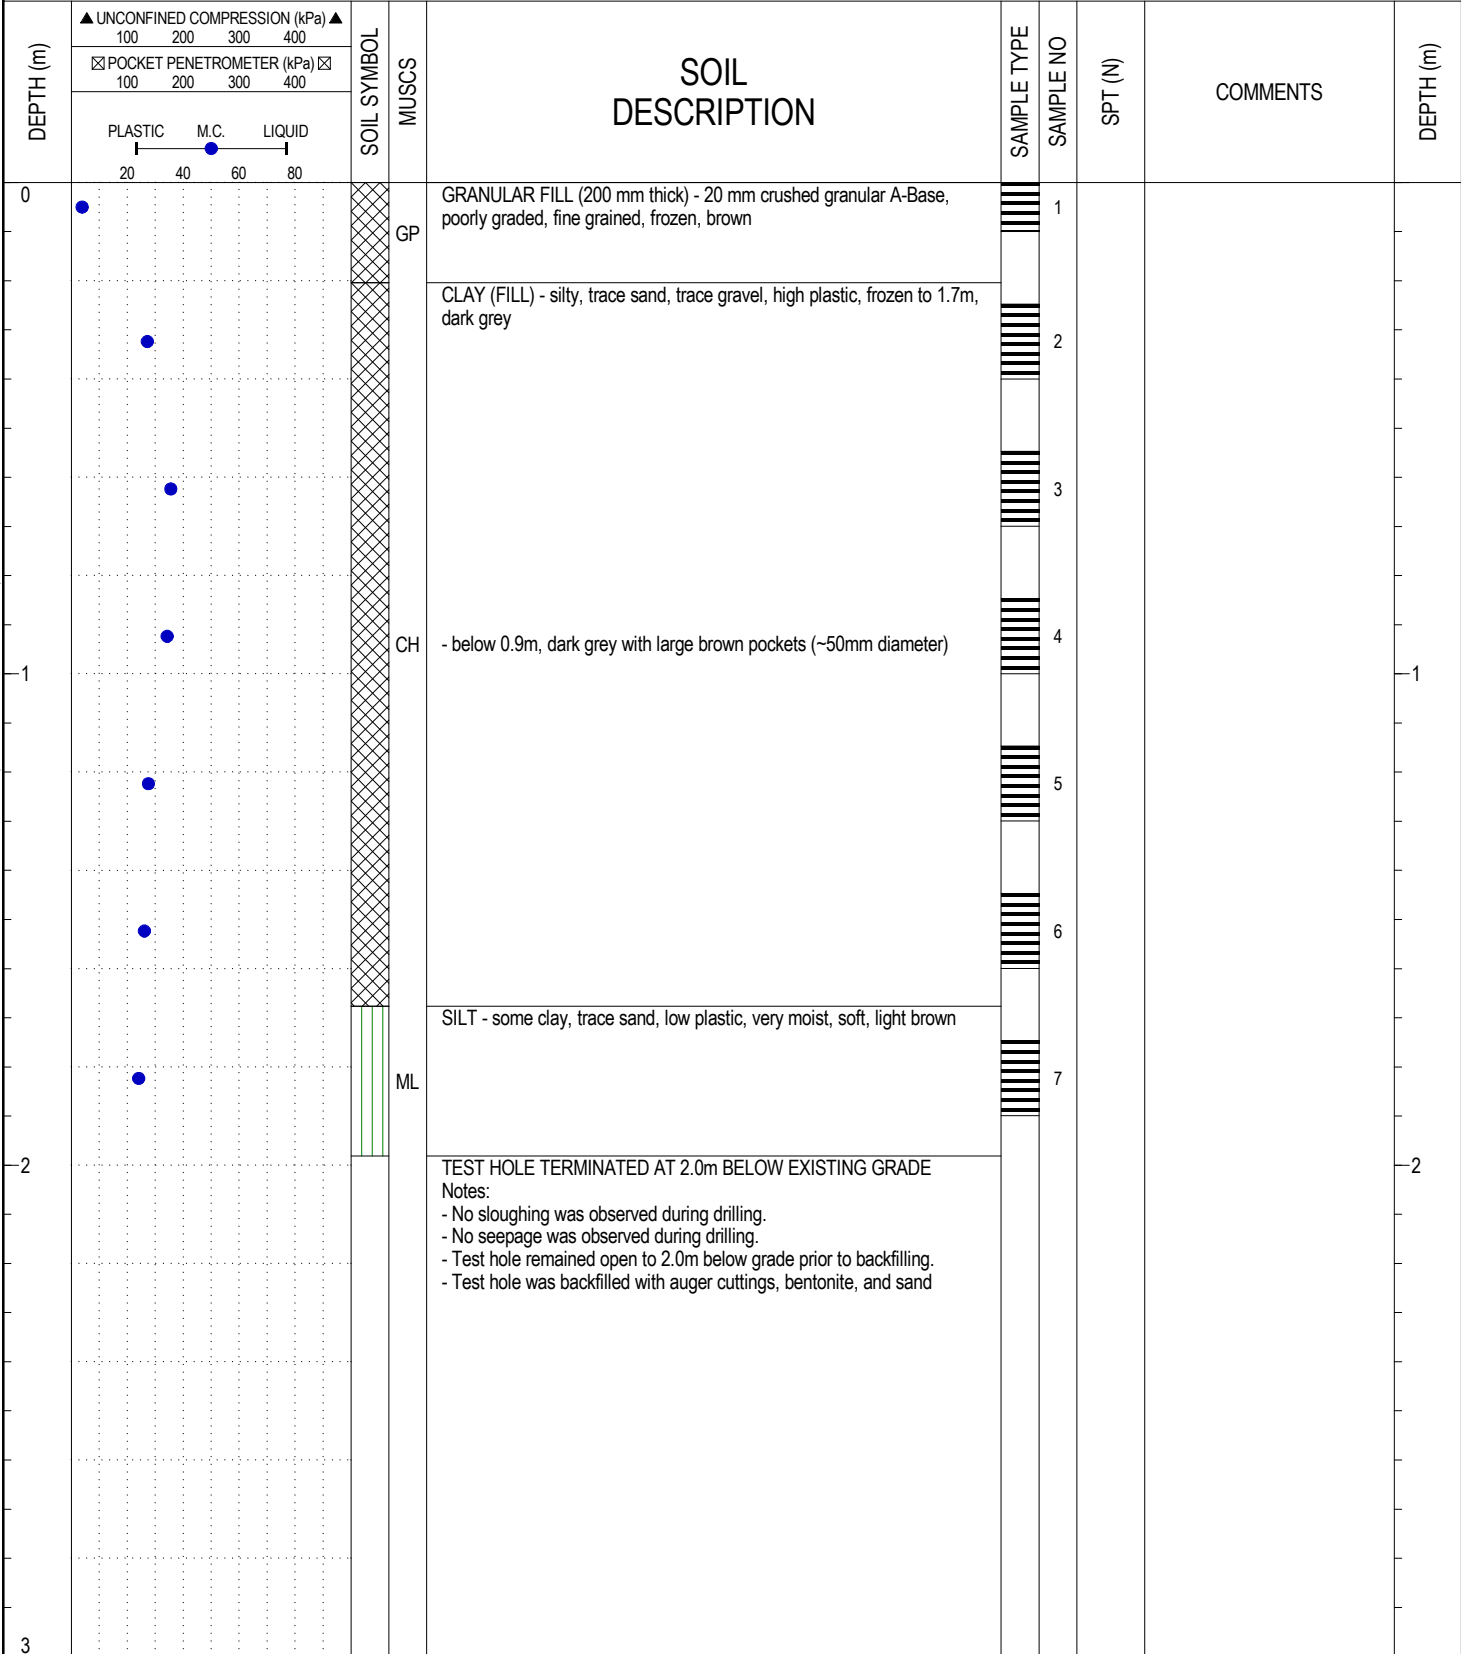 DEPTH (m)
▲ UNCONFINED COMPRESSION (kPa) ▲
100 200 300 400
☒ POCKET PENETROMETER (kPa) ☒
100 200 300 400
PLASTIC M.C. LIQUID
20 40 60 80
SOIL SYMBOL
MUSCS
SOIL
DESCRIPTION
SAMPLE TYPE
SAMPLE NO
SPT (N)
COMMENTS
DEPTH (m)
0
GRANULAR FILL (200 mm thick) - 20 mm crushed granular A-Base,
poorly graded, fine grained, frozen, brown
1
GP
CLAY (FILL) - silty, trace sand, trace gravel, high plastic, frozen to 1.7m,
dark grey
2
3
CH
- below 0.9m, dark grey with large brown pockets (~50mm diameter)
4
1
1
5
6
SILT - some clay, trace sand, low plastic, very moist, soft, light brown
ML
7
2
2
TEST HOLE TERMINATED AT 2.0m BELOW EXISTING GRADE
Notes:
- No sloughing was observed during drilling.
- No seepage was observed during drilling.
- Test hole remained open to 2.0m below grade prior to backfilling.
- Test hole was backfilled with auger cuttings, bentonite, and sand
3